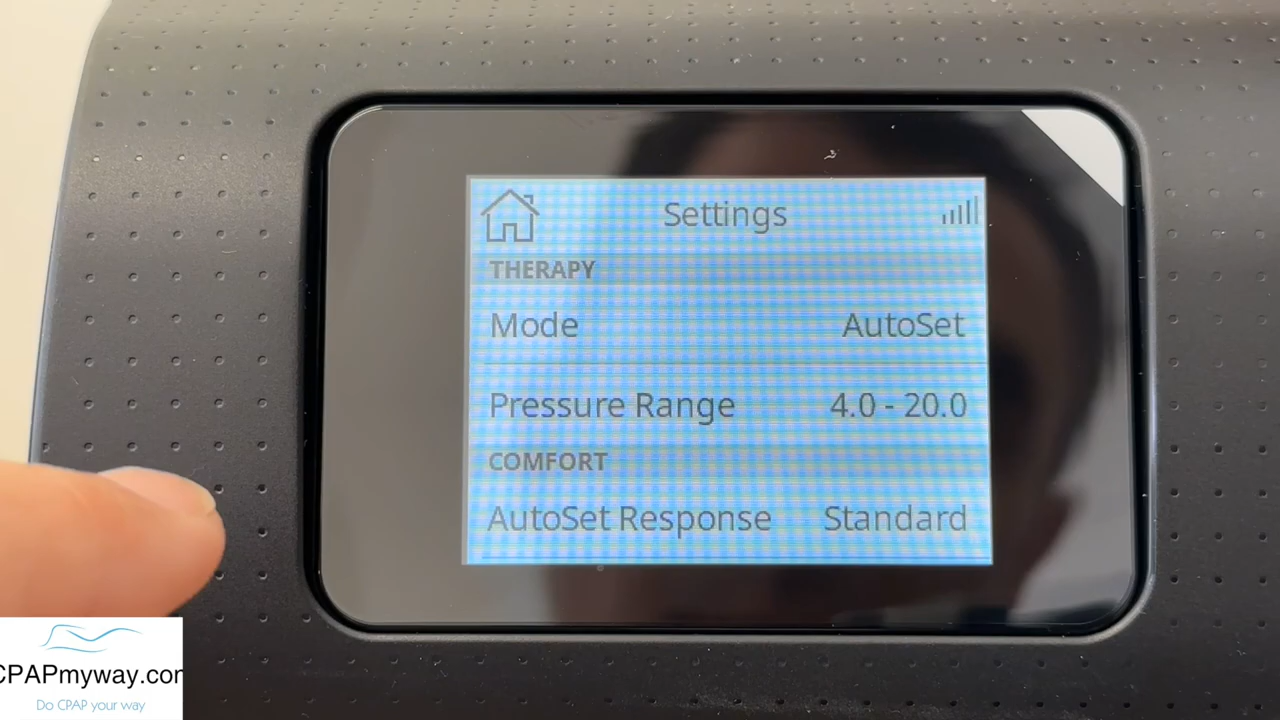 Settings
THERAPY
Mode AutoSet
Pressure Range 4.0 - 20.0
COMFORT
AutoSet Response Standard
CPAPmyway.com
Do CPAP your way